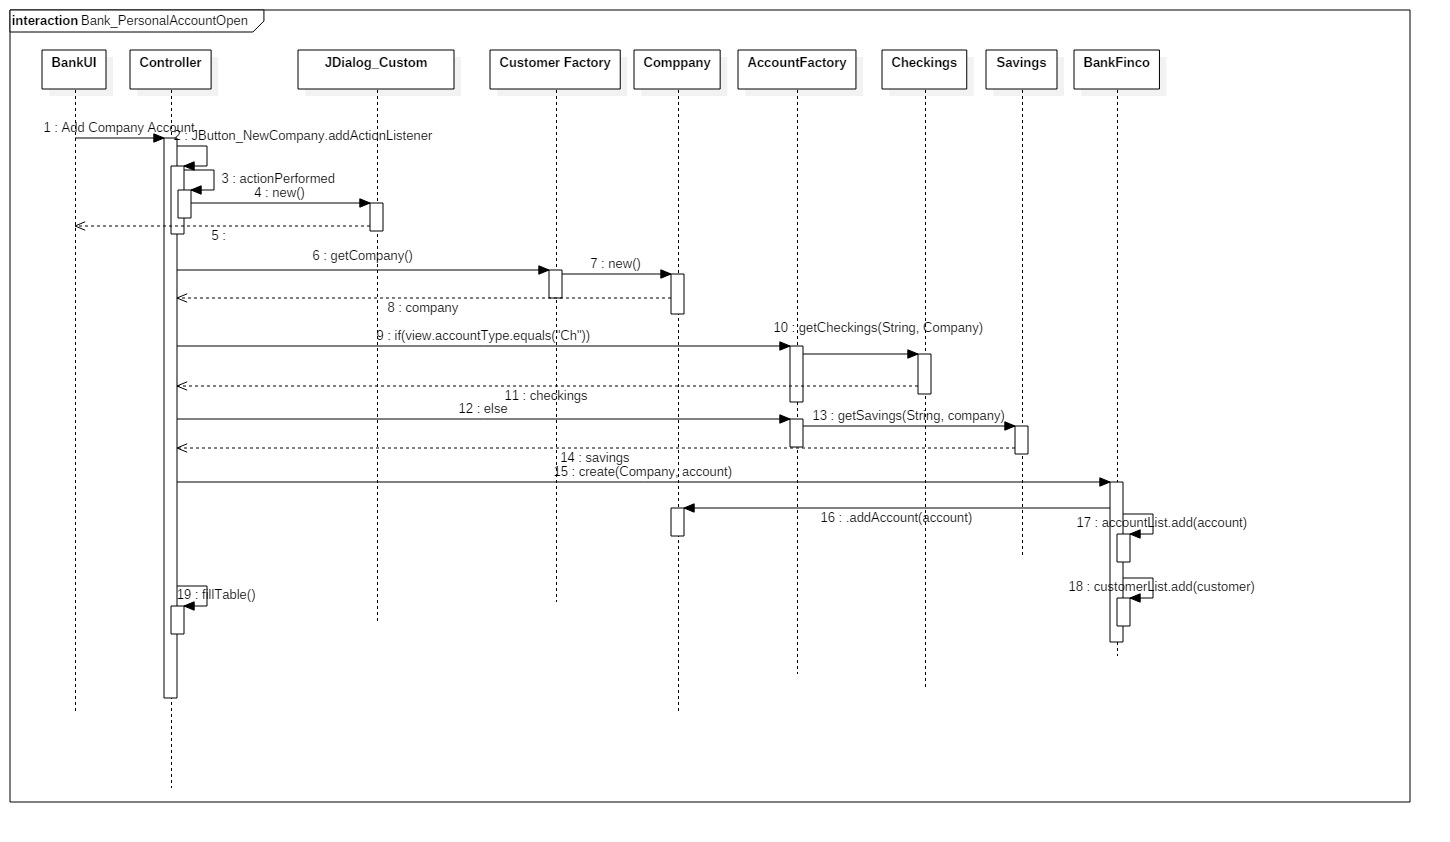 interaction Bank_PersonalAccountOpen
BankUI
Controller
JDialog_Custom
Customer Factory
Comppany
AccountFactory
Checkings
Savings
BankFinco
1 : Add Company Account
2 : JButton_NewCompany.addActionListener
3 : actionPerformed
4 : new()
5 :
6 : getCompany()
7 : new()
8 : company
9 : if(view.accountType.equals("Ch"))
10 : getCheckings(String, Company)
11 : checkings
12 : else
13 : getSavings(String, company)
14 : savings
15 : create(Company, account)
16 : .addAccount(account)
17 : accountList.add(account)
18 : customerList.add(customer)
19 : fillTable()